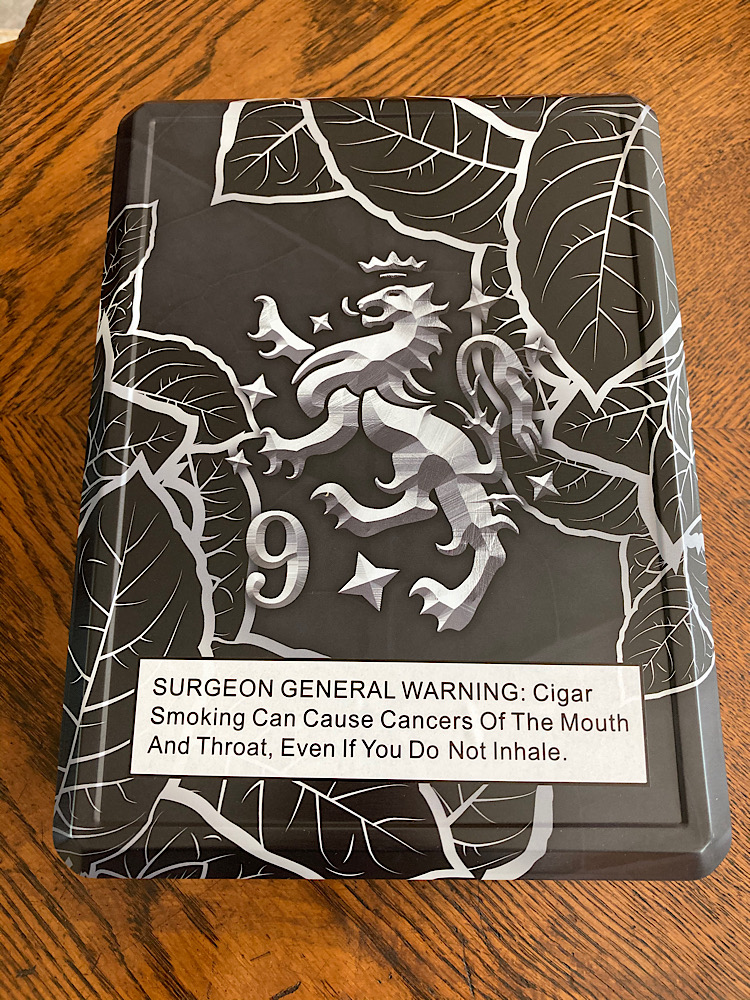 9
SURGEON GENERAL WARNING: Cigar
Smoking Can Cause Cancers Of The Mouth
And Throat, Even If You Do Not Inhale.